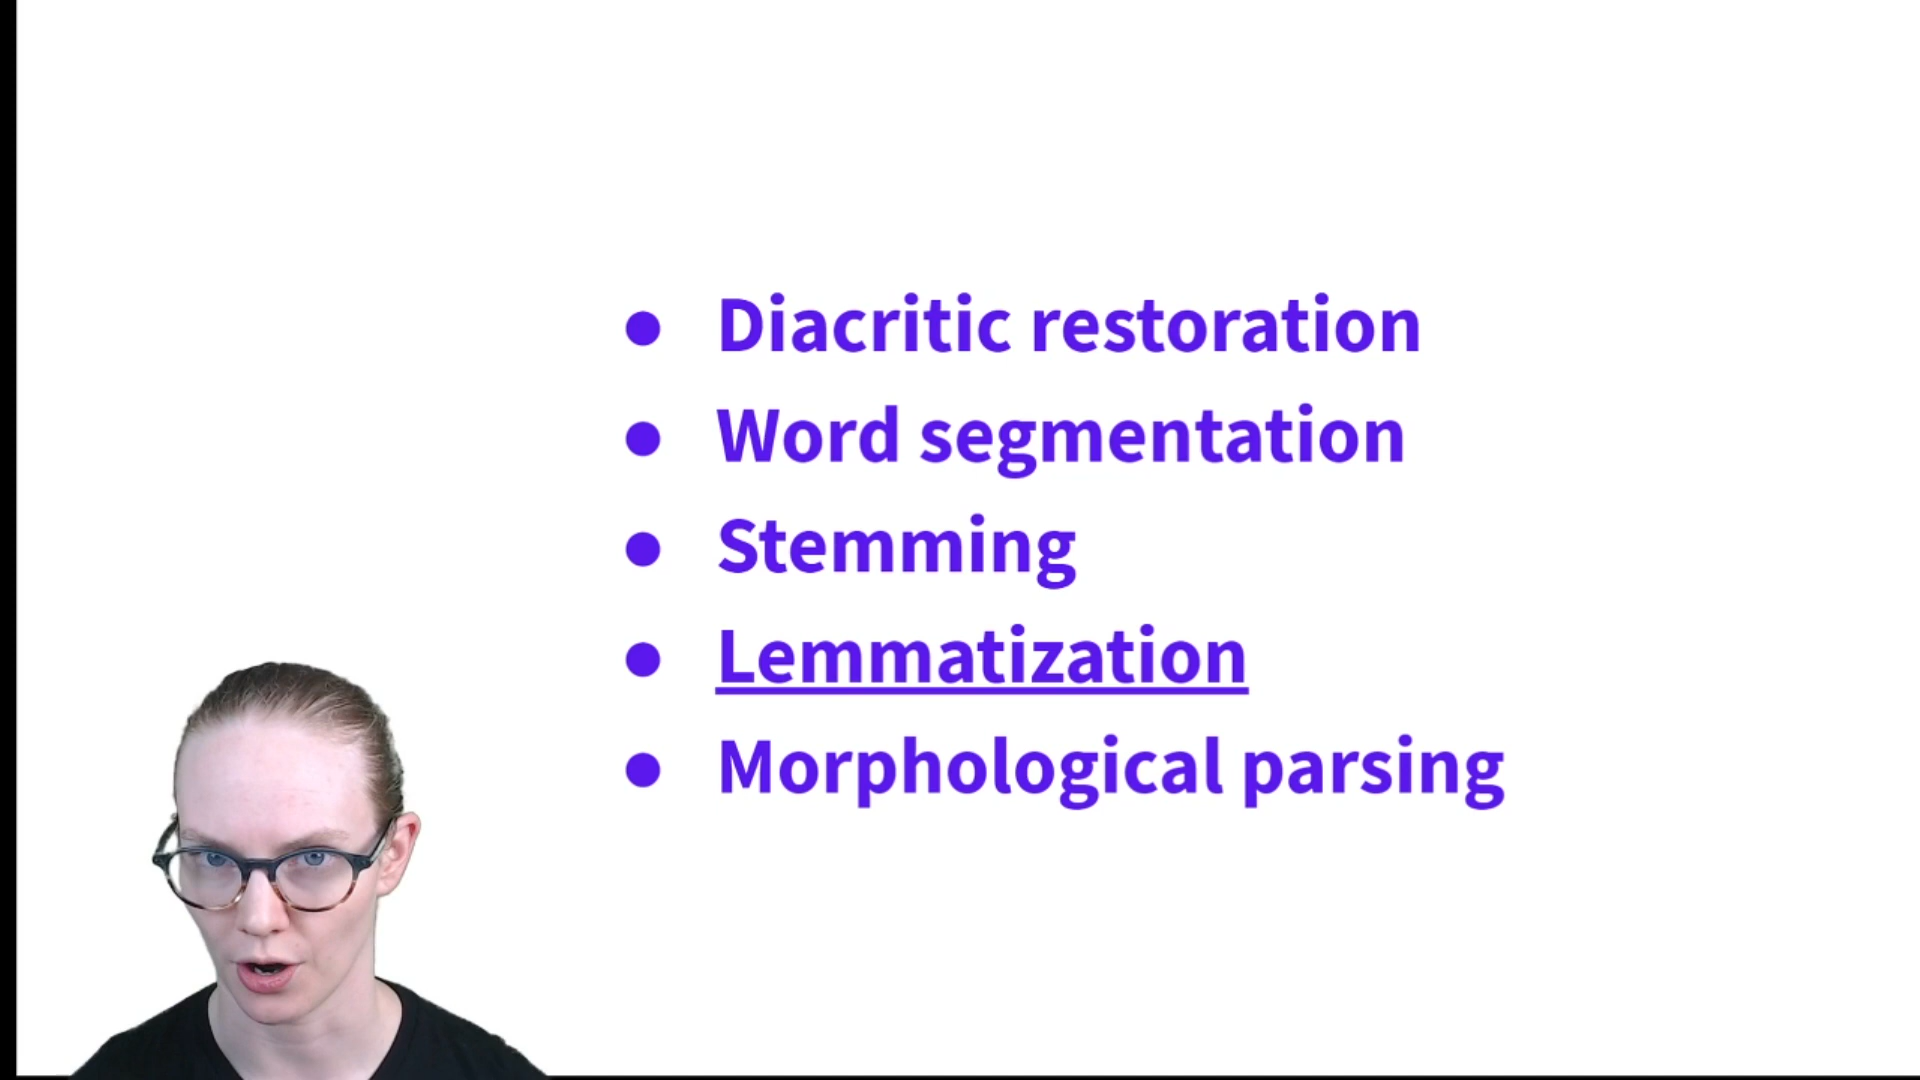 ● Diacritic restoration
● Word segmentation
● Stemming
● Lemmatization
● Morphological parsing